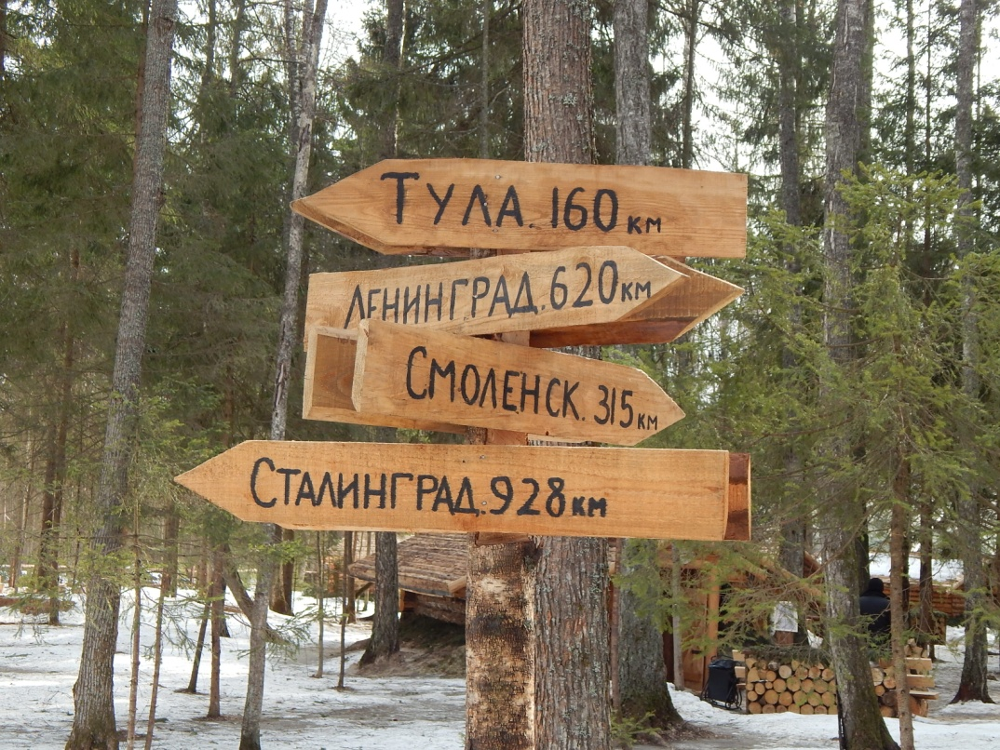 ТУЛА. 160 км
ЛЕНИНГРАД. 620 км
СМОЛЕНСК. 315 км
СТАЛИНГРАД. 928 км